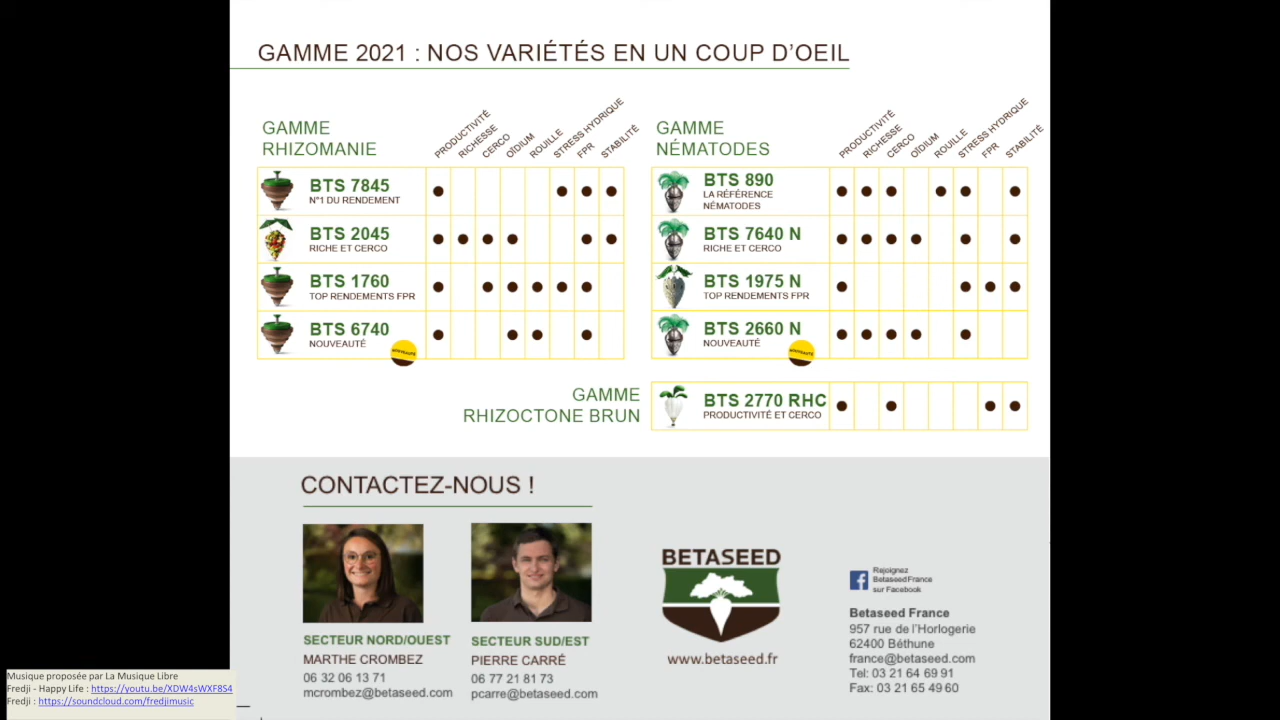 GAMME 2021 : NOS VARIÉTÉS EN UN COUP D'OEIL
GAMME
RHIZOMANIE
PRODUCTIVITÉ
RICHESSE
CERCO
OÏDIUM
ROUILLE
STRESS HYDRIQUE
FPR
STABILITÉ
BTS 7845
N°1 DU RENDEMENT
BTS 2045
RICHE ET CERCO
BTS 1760
TOP RENDEMENTS FPR
BTS 6740
NOUVEAUTÉ
NOUVEAUTÉ
GAMME
NÉMATODES
PRODUCTIVITÉ
RICHESSE
CERCO
OÏDIUM
ROUILLE
STRESS HYDRIQUE
FPR
STABILITÉ
BTS 890
LA RÉFÉRENCE
NÉMATODES
BTS 7640 N
RICHE ET CERCO
BTS 1975 N
TOP RENDEMENTS FPR
BTS 2660 N
NOUVEAUTÉ
NOUVEAUTÉ
GAMME
RHIZOCTONE BRUN
BTS 2770 RHC
PRODUCTIVITÉ ET CERCO
CONTACTEZ-NOUS !
SECTEUR NORD/OUEST
MARTHE CROMBEZ
06 32 06 13 71
mcrombez@betaseed.com
SECTEUR SUD/EST
PIERRE CARRÉ
06 77 21 81 73
pcarre@betaseed.com
BETASEED
www.betaseed.fr
Rejoignez
BetaseedFrance
sur Facebook
Betaseed France
957 rue de l'Horlogerie
62400 Béthune
france@betaseed.com
Tel: 03 21 64 69 91
Fax: 03 21 65 49 60
Musique proposée par La Musique Libre
Fredji - Happy Life : https://youtu.be/XDW4sWXF8S4
Fredji : https://soundcloud.com/fredjimusic